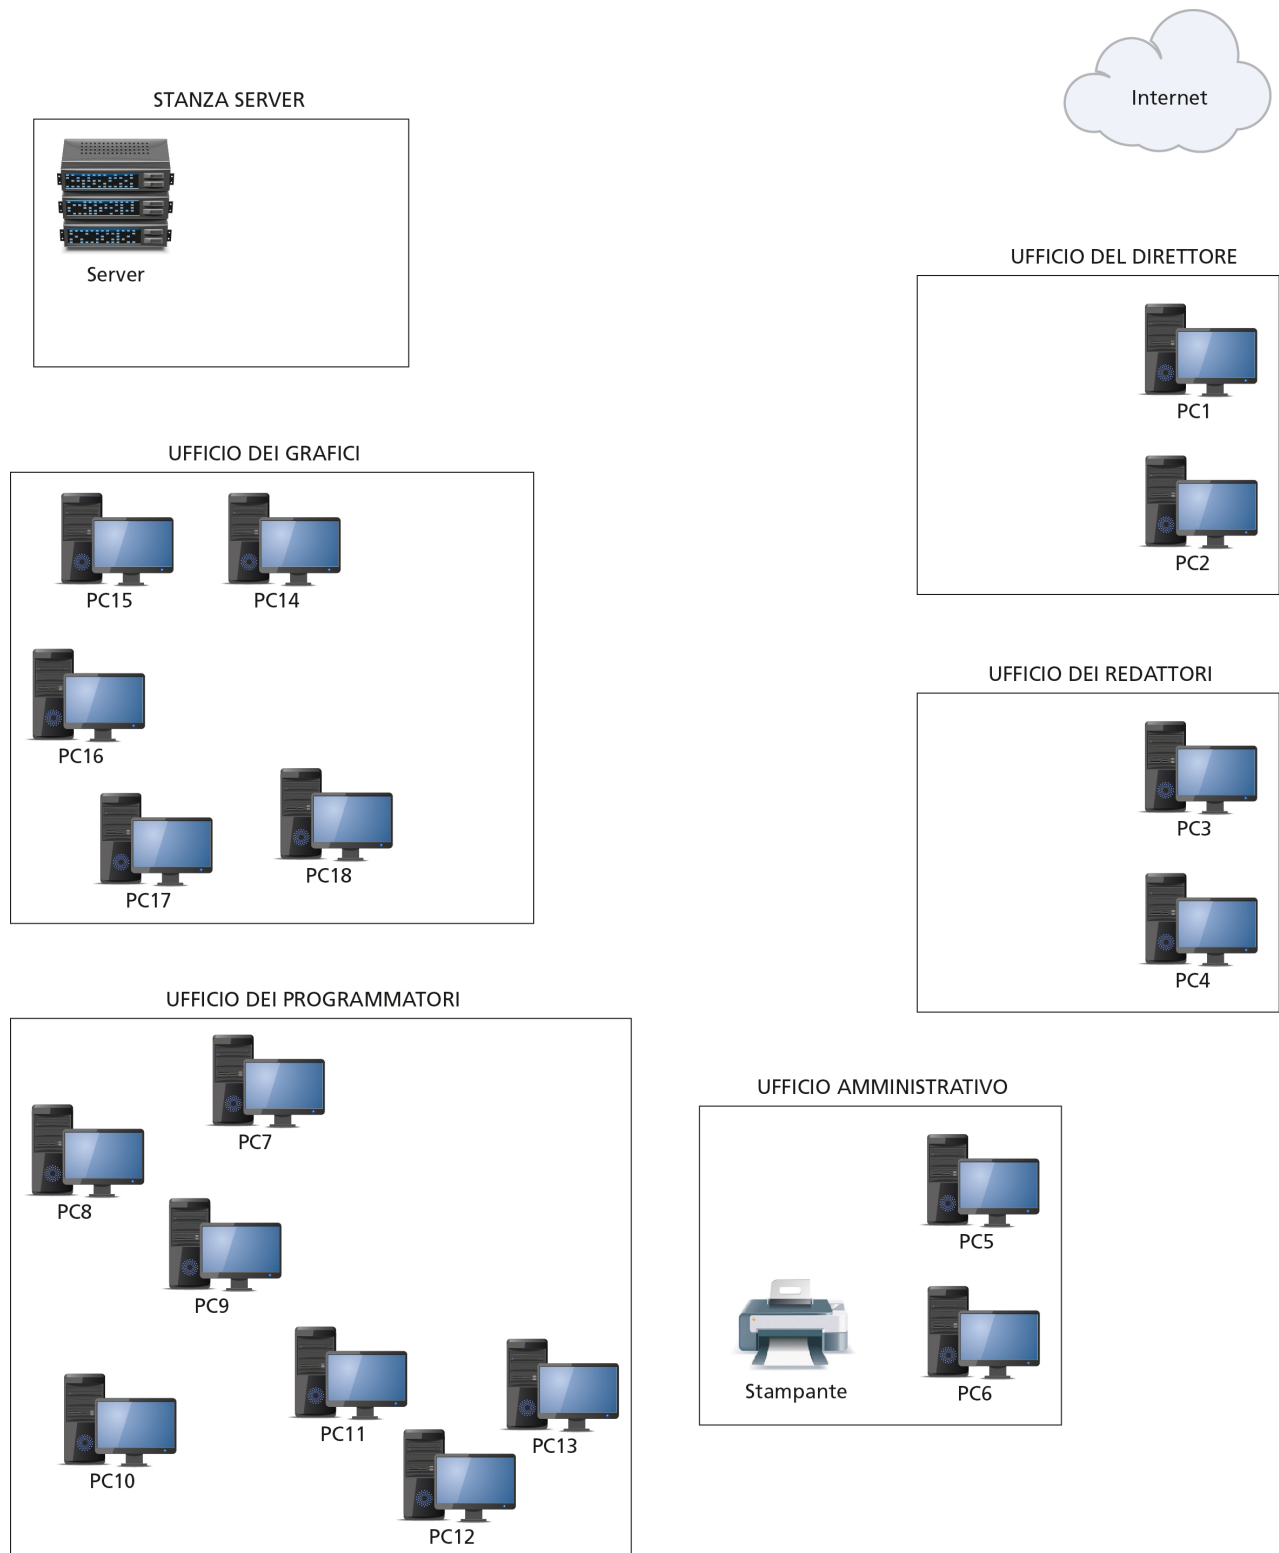 Internet
STANZA SERVER
Server
UFFICIO DEL DIRETTORE
PC1
PC2
UFFICIO DEI GRAFICI
PC15
PC14
PC16
PC18
PC17
UFFICIO DEI REDATTORI
PC3
PC4
UFFICIO DEI PROGRAMMATORI
PC7
PC8
PC9
PC11
PC13
PC10
PC12
UFFICIO AMMINISTRATIVO
PC5
Stampante
PC6